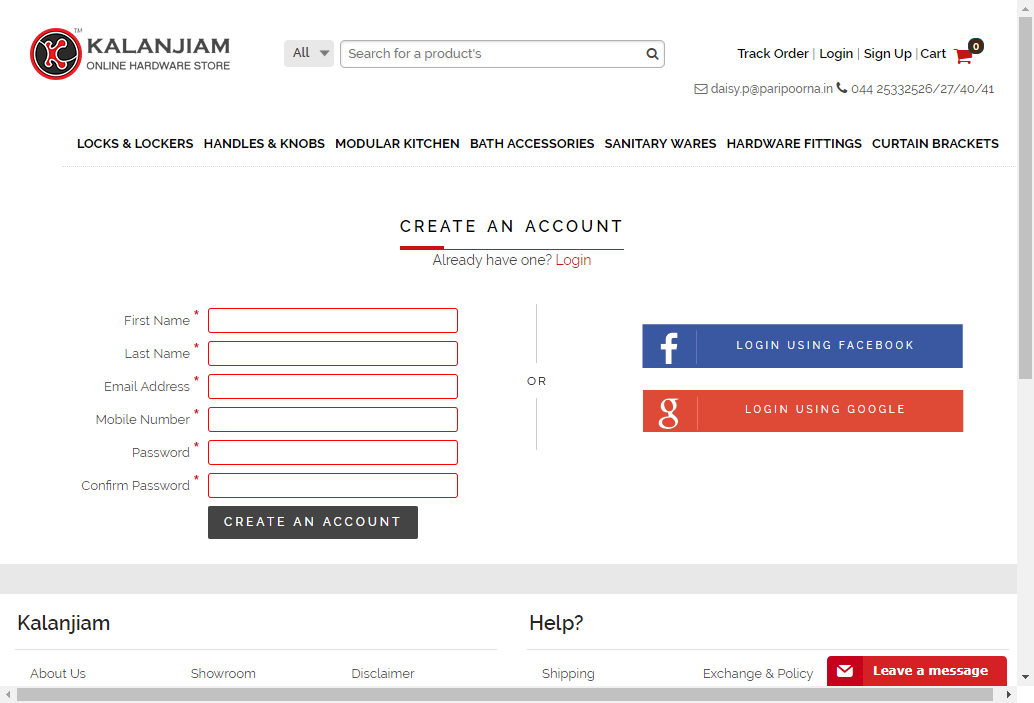 KALANJIAM TM
ONLINE HARDWARE STORE
All
Search for a product's
Track Order | Login | Sign Up | Cart 0
daisy.p@paripoorna.in 044 25332526/27/40/41
LOCKS & LOCKERS HANDLES & KNOBS MODULAR KITCHEN BATH ACCESSORIES SANITARY WARES HARDWARE FITTINGS CURTAIN BRACKETS
CREATE AN ACCOUNT
Already have one? Login
First Name *
Last Name *
Email Address *
Mobile Number *
Password *
Confirm Password *
CREATE AN ACCOUNT
OR
f LOGIN USING FACEBOOK
g LOGIN USING GOOGLE
Kalanjiam
About Us Showroom Disclaimer
Help?
Shipping Exchange & Policy
Leave a message